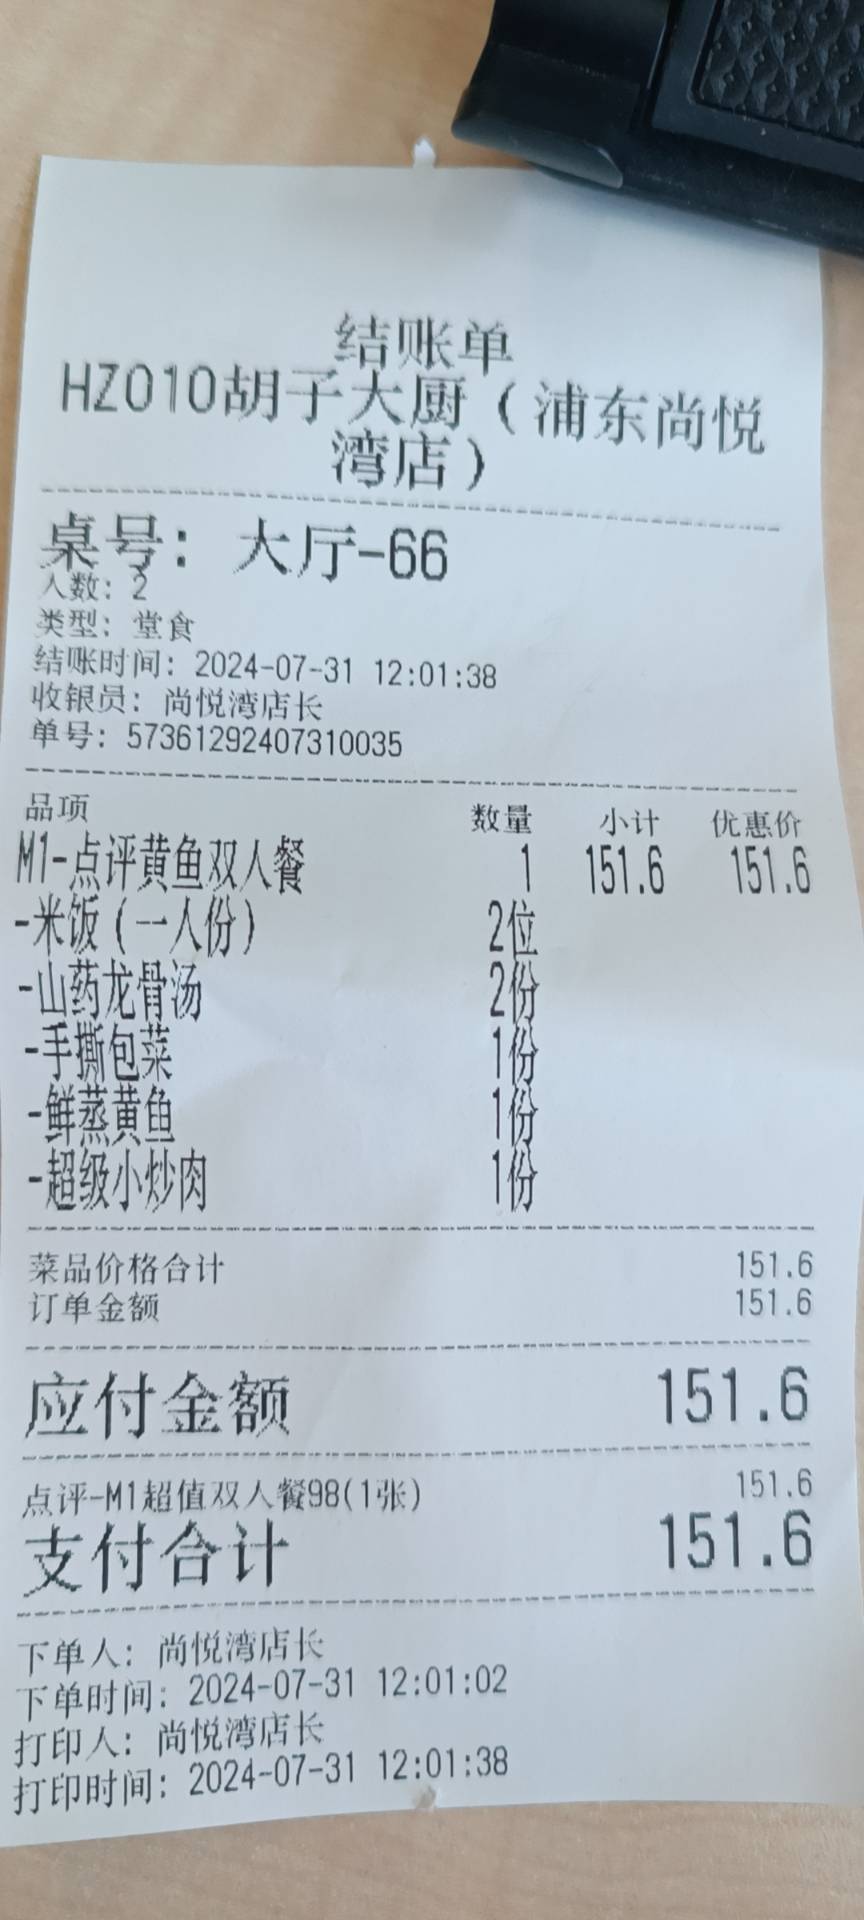 结账单
HZ010胡子大厨（浦东尚悦
湾店）
桌号：大厅-66
人数：2
类型：堂食
结账时间：2024-07-31 12:01:38
收银员：尚悦湾店长
单号：57361292407310035
品项 数量 小计 优惠价
M1-点评黄鱼双人餐 1 151.6 151.6
-米饭（一人份） 2位
-山药龙骨汤 2份
-手撕包菜 1份
-鲜蒸黄鱼 1份
-超级小炒肉 1份
菜品价格合计 151.6
订单金额 151.6
应付金额 151.6
点评-M1超值双人餐98(1张) 151.6
支付合计 151.6
下单人：尚悦湾店长
下单时间：2024-07-31 12:01:02
打印人：尚悦湾店长
打印时间：2024-07-31 12:01:38